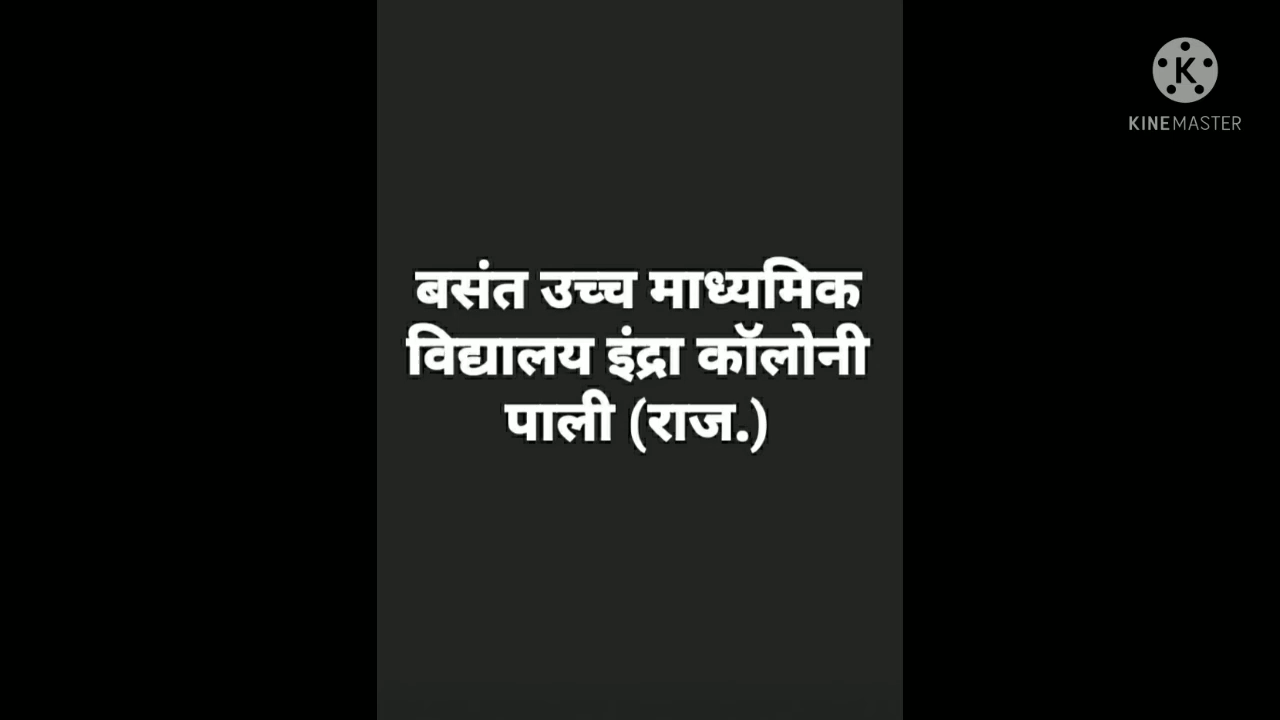 KINEMASTER
बसंत उच्च माध्यमिक
विद्यालय इंद्रा कॉलोनी
पाली (राज.)